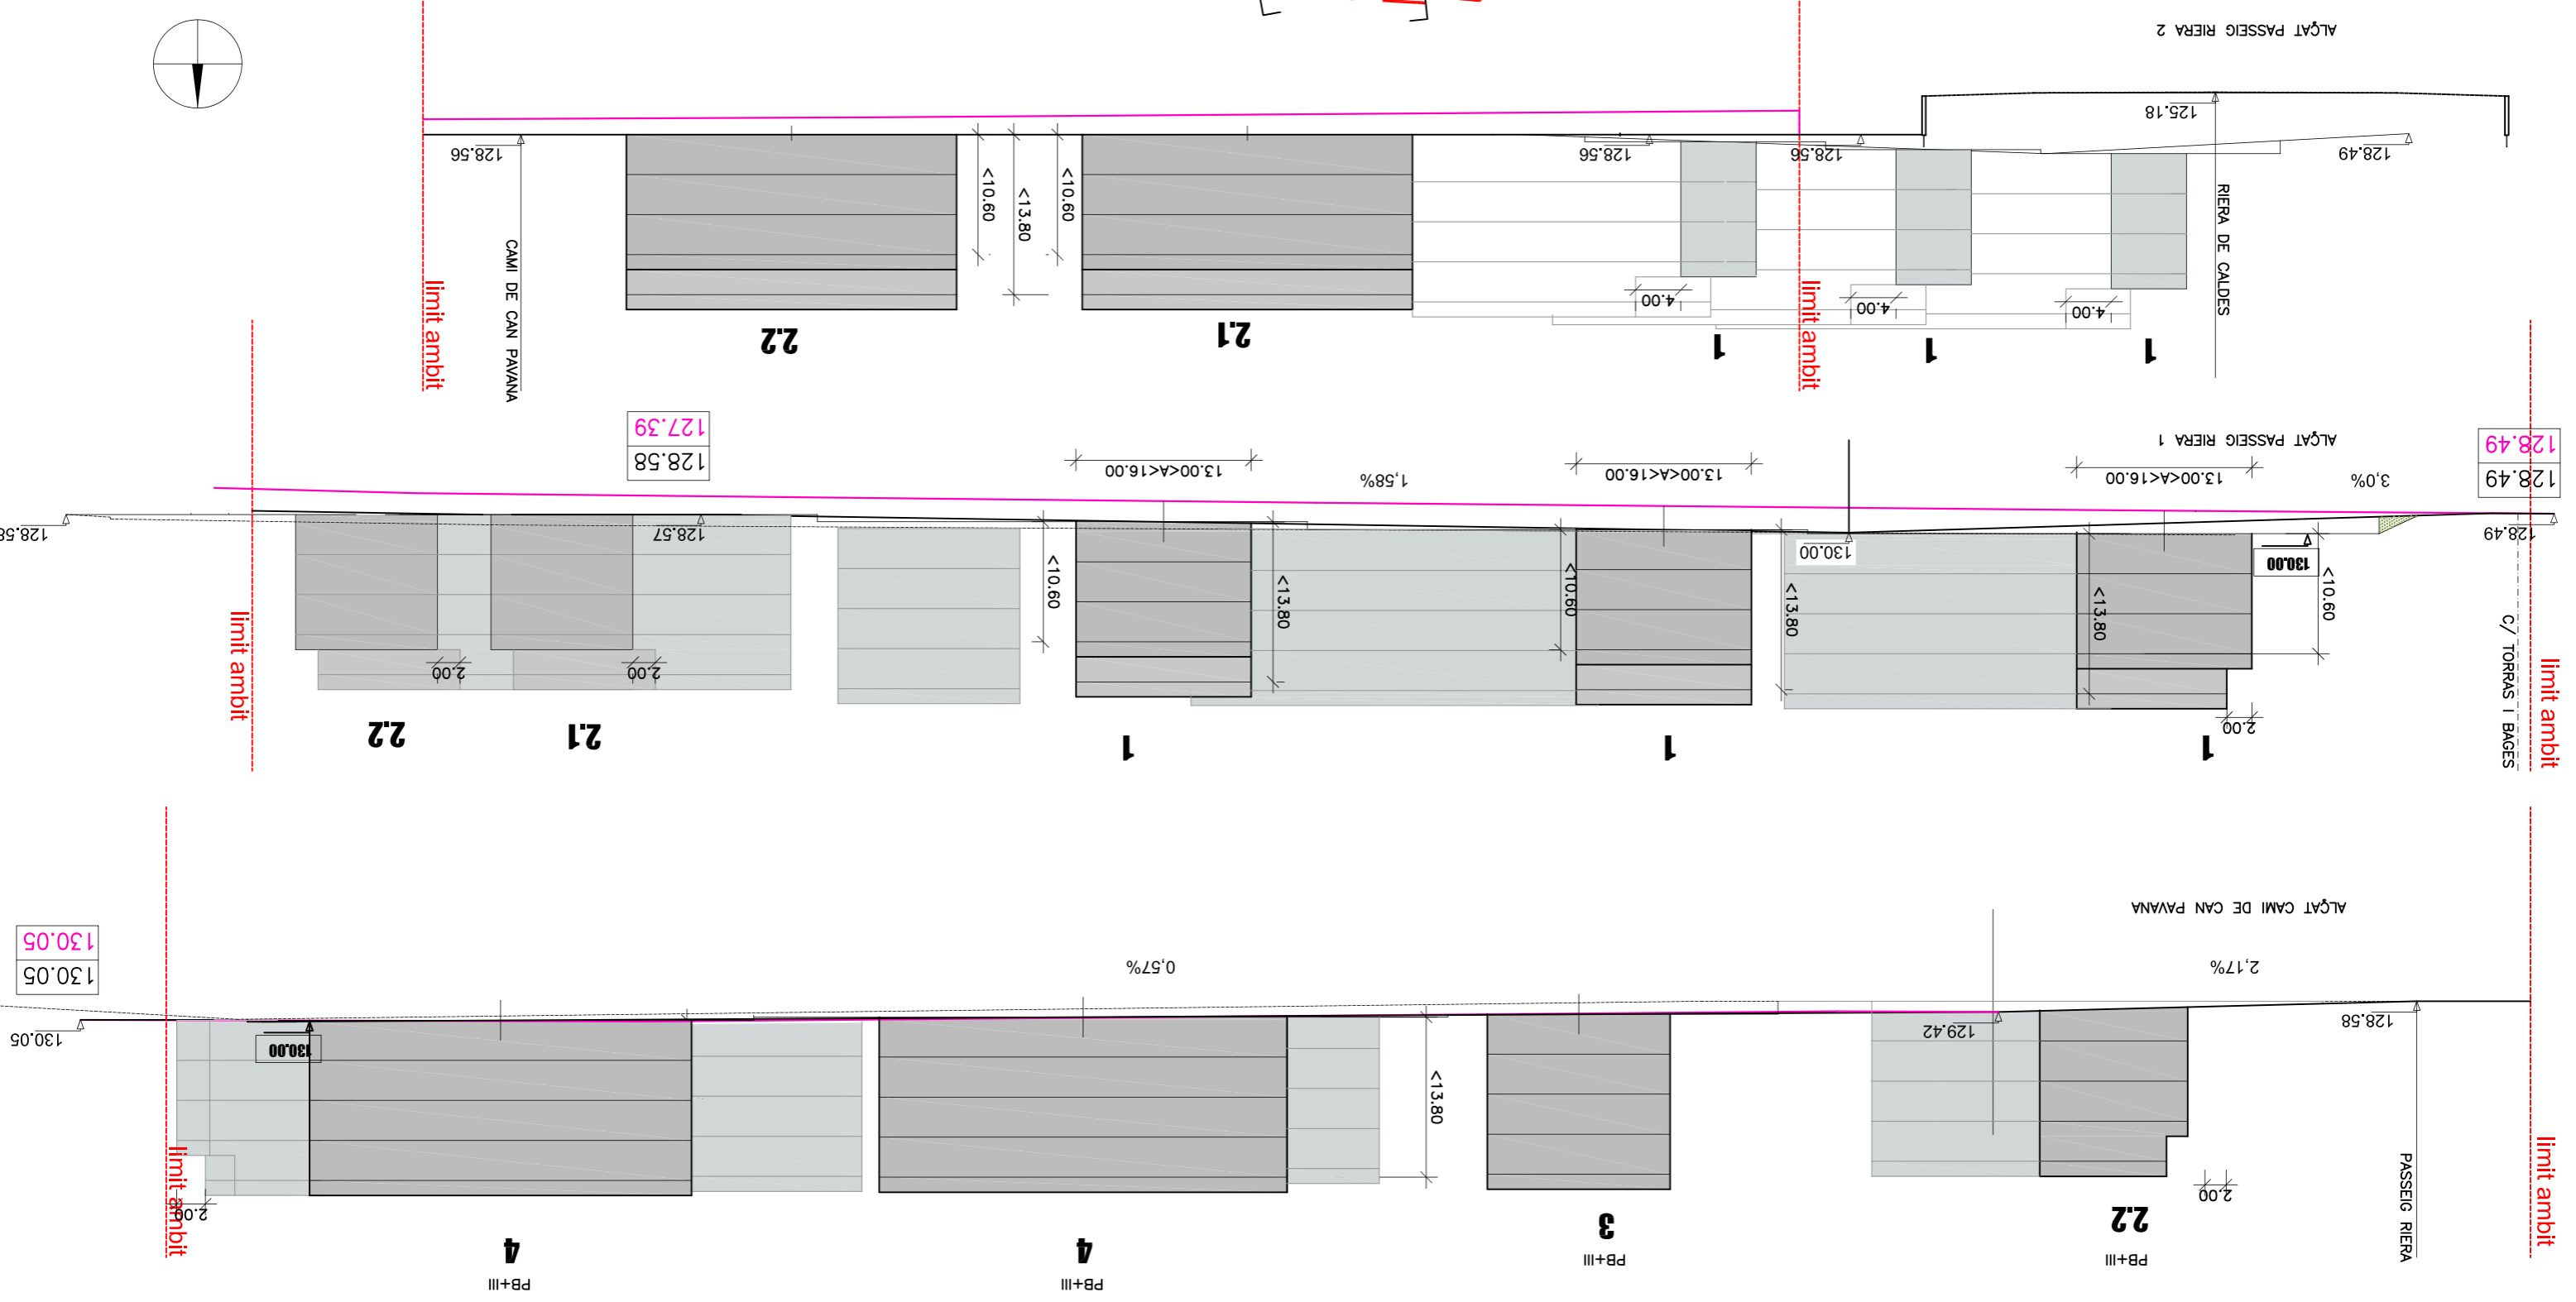 PB+III
PB+III
PB+III
PB+III
2.2
3
4
4
limit ambit
PASSEIG RIERA
2.00
<13.80
2.00
limit ambit
128.58
129.42
130.00
130.05
2,17%
0,57%
130.05
130.05
ALÇAT CAMI DE CAN PAVANA
1
1
1
2.1
2.2
limit ambit
C/ TORRAS I BAGES
2.00
<10.60
<13.80
<13.80
<10.60
<13.80
<10.60
2.00
2.00
limit ambit
128.49
130.00
130.00
128.57
128.58
128.49
128.49
3,0%
13.00<A<16.00
13.00<A<16.00
1,58%
13.00<A<16.00
128.58
127.39
ALÇAT PASSEIG RIERA 1
1
1
1
2.1
2.2
limit ambit
limit ambit
CAMI DE CAN PAVANA
RIERA DE CALDES
4.00
4.00
4.00
<10.60
<13.80
<10.60
128.49
128.56
128.56
128.56
125.18
ALÇAT PASSEIG RIERA 2